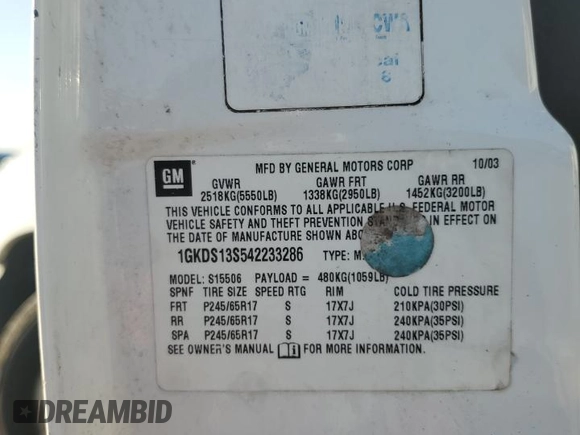 GM
MFD BY GENERAL MOTORS CORP 10/03
GVWR GAWR FRT GAWR RR
2518KG(5550LB) 1338KG(2950LB) 1452KG(3200LB)
THIS VEHICLE CONFORMS TO ALL APPLICABLE U.S. FEDERAL MOTOR
VEHICLE SAFETY AND THEFT PREVENTION IN EFFECT ON
THE DATE OF MANUFACTURE SHOWN
1GKDS13S542233286 TYPE:
MODEL: S15506 PAYLOAD = 480KG(1059LB)
SPNF TIRE SIZE SPEED RTG RIM COLD TIRE PRESSURE
FRT P245/65R17 S 17X7J 210KPA(30PSI)
RR P245/65R17 S 17X7J 240KPA(35PSI)
SPA P245/65R17 S 17X7J 240KPA(35PSI)
SEE OWNER'S MANUAL FOR MORE INFORMATION.
DREAMBID